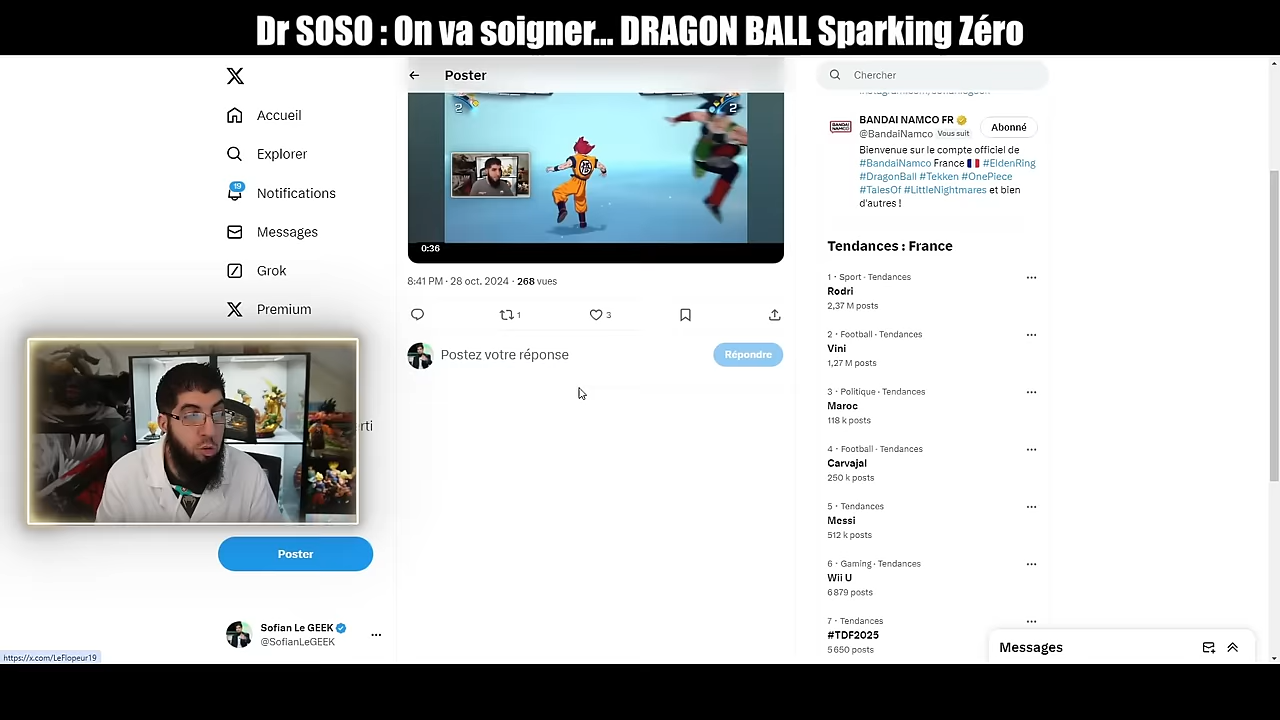 Dr SOSO : On va soigner... DRAGON BALL Sparking Zéro
Accueil
Explorer
19
Notifications
Messages
Grok
Premium
Poster
Sofian Le GEEK
@SofianLeGEEK
https://x.com/LeFlopeur19
Poster
2
2
0:36
8:41 PM · 28 oct. 2024 · 268 vues
1
3
Postez votre réponse
Répondre
Chercher
BANDAI NAMCO FR
@BandaiNamco Vous suit
Abonné
Bienvenue sur le compte officiel de
#BandaiNamco France 🇫🇷 #EldenRing
#DragonBall #Tekken #OnePiece
#TalesOf #LittleNightmares et bien
d'autres !
Tendances : France
1 · Sport · Tendances
Rodri
2,37 M posts
2 · Football · Tendances
Vini
1,27 M posts
3 · Politique · Tendances
Maroc
118 k posts
4 · Football · Tendances
Carvajal
250 k posts
5 · Tendances
Messi
512 k posts
6 · Gaming · Tendances
Wii U
6 879 posts
7 · Tendances
#TDF2025
5 650 posts
Messages